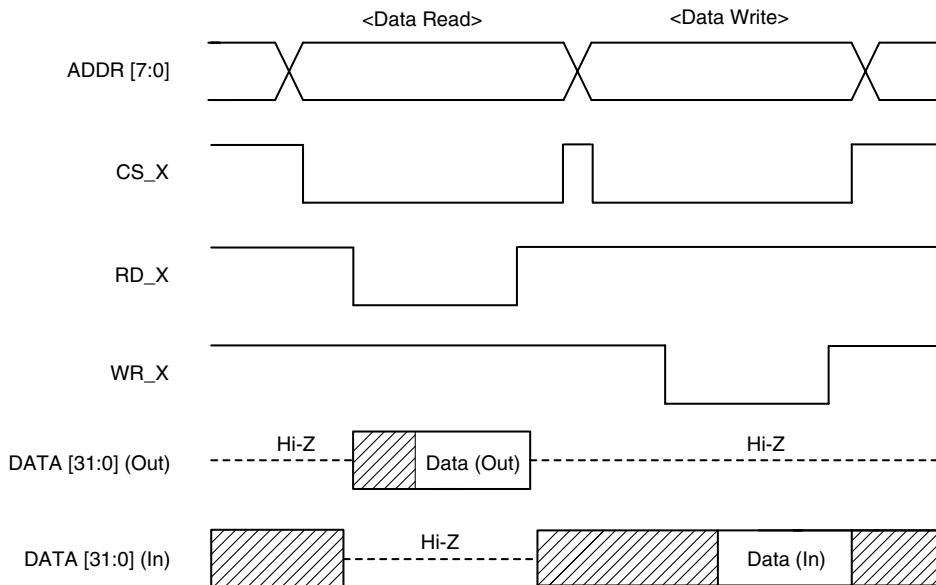 <Data Read> <Data Write>
ADDR [7:0]
CS_X
RD_X
WR_X
Hi-Z Hi-Z
DATA [31:0] (Out) Data (Out)
Hi-Z
DATA [31:0] (In) Data (In)